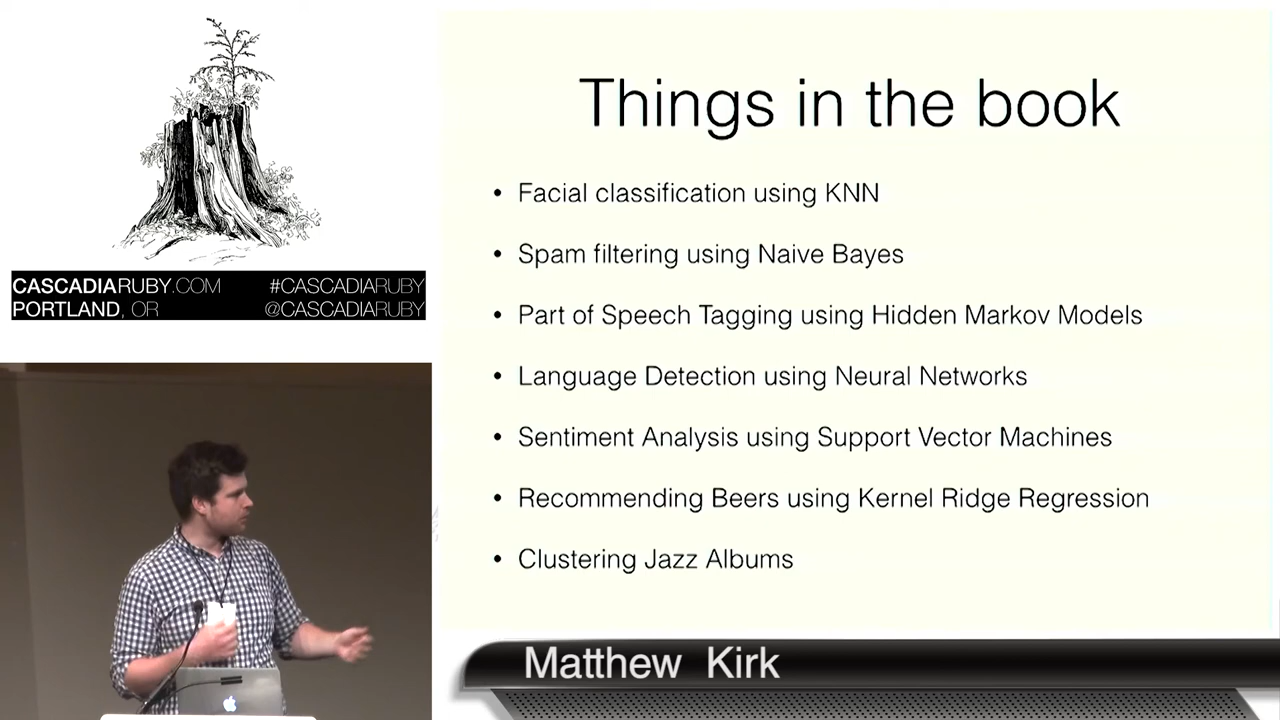 CASCADIARUBY.COM #CASCADIARUBY
PORTLAND, OR @CASCADIARUBY
Things in the book
• Facial classification using KNN
• Spam filtering using Naive Bayes
• Part of Speech Tagging using Hidden Markov Models
• Language Detection using Neural Networks
• Sentiment Analysis using Support Vector Machines
• Recommending Beers using Kernel Ridge Regression
• Clustering Jazz Albums
Matthew Kirk